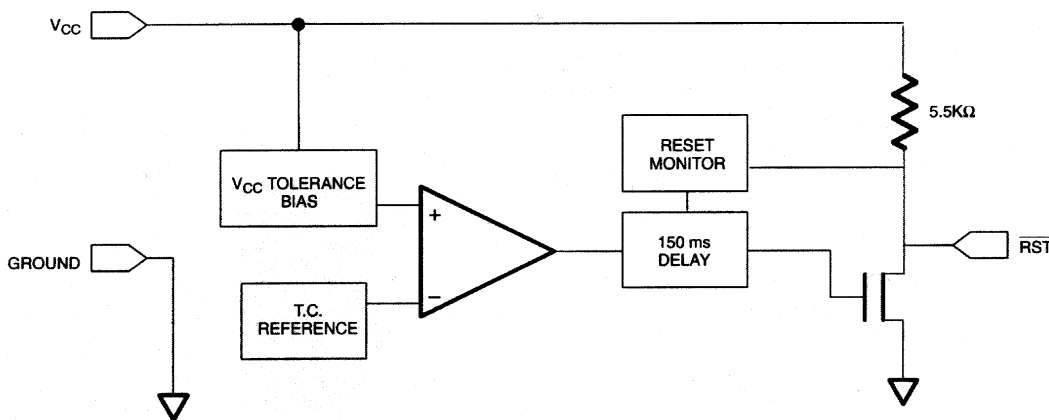 VCC
5.5KΩ
RESET
MONITOR
VCC TOLERANCE
BIAS
+
150 ms
DELAY
RST
GROUND
−
T.C.
REFERENCE